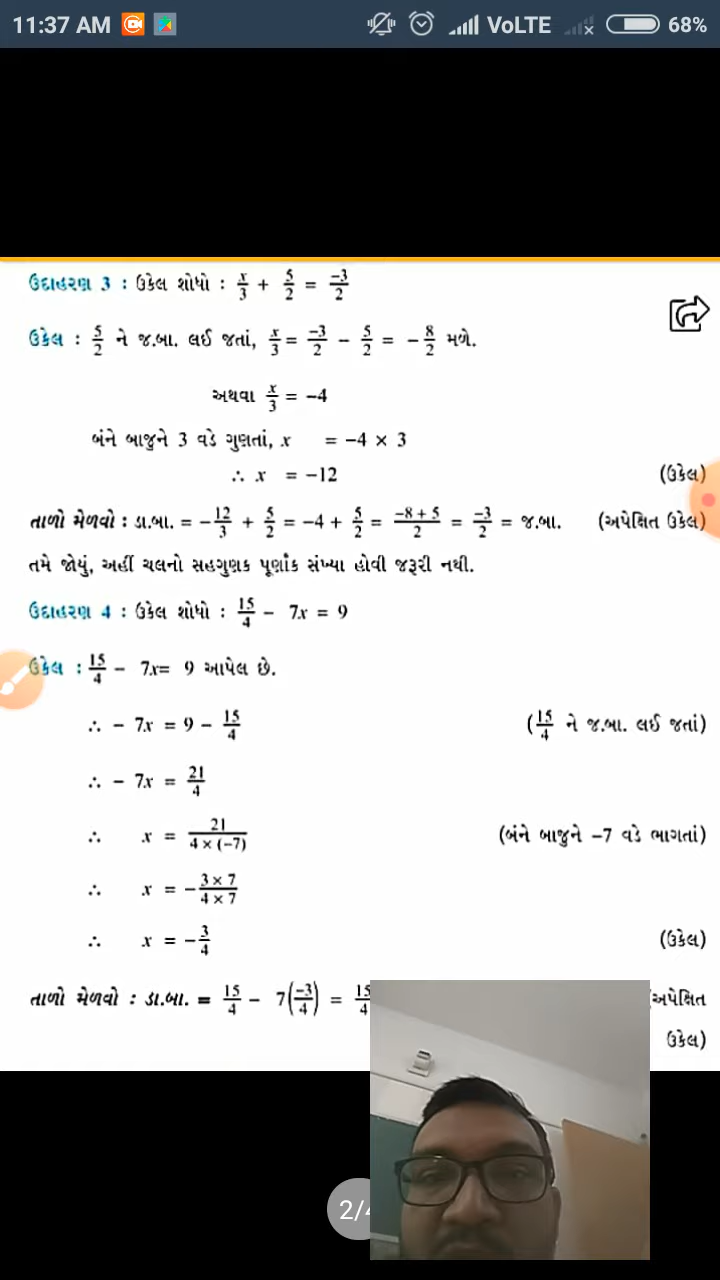 11:37 AM VoLTE 68%
ઉદાહરણ 3 : ઉકેલ શોધો : x/3 + 5/2 = -3/2
ઉકેલ : 5/2 ને જ.બા. લઈ જતાં, x/3 = -3/2 - 5/2 = - 8/2 મળે.
અથવા x/3 = -4
બંને બાજુને 3 વડે ગુણતાં, x = -4 × 3
∴ x = -12 (ઉકેલ)
તાળો મેળવો : ડા.બા. = - 12/3 + 5/2 = -4 + 5/2 = (-8 + 5)/2 = -3/2 = જ.બા. (અપેક્ષિત ઉકેલ)
તમે જોયું, અહીં ચલનો સહગુણક પૂર્ણાંક સંખ્યા હોવી જરૂરી નથી.
ઉદાહરણ 4 : ઉકેલ શોધો : 15/4 - 7x = 9
ઉકેલ : 15/4 - 7x = 9 આપેલ છે.
∴ - 7x = 9 - 15/4 (15/4 ને જ.બા. લઈ જતાં)
∴ - 7x = 21/4
∴ x = 21/(4 × (-7)) (બંને બાજુને -7 વડે ભાગતાં)
∴ x = - (3 × 7)/(4 × 7)
∴ x = - 3/4 (ઉકેલ)
તાળો મેળવો : ડા.બા. = 15/4 - 7(-3/4) = 15/4 અપેક્ષિત
ઉકેલ)
2/4